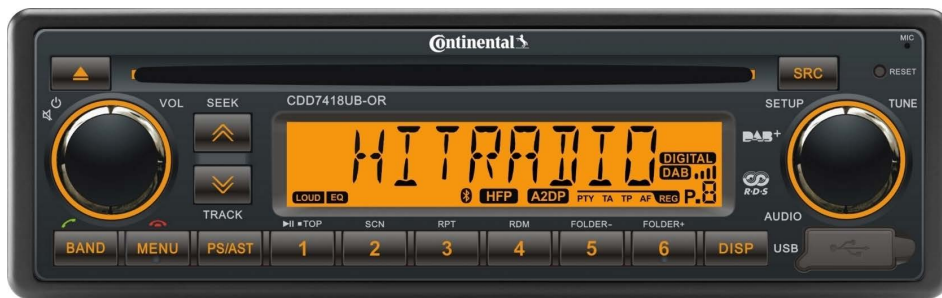 Continental
MIC
SRC
RESET
VOL
SEEK
CDD7418UB-OR
SETUP
TUNE
HITRADIO
DIGITAL
DAB
DAB+
LOUD EQ
HFP A2DP PTY TA TP AF REG P.8
R·D·S
TRACK
AUDIO
TOP
SCN
RPT
RDM
FOLDER-
FOLDER+
BAND MENU PS/AST 1 2 3 4 5 6 DISP
USB